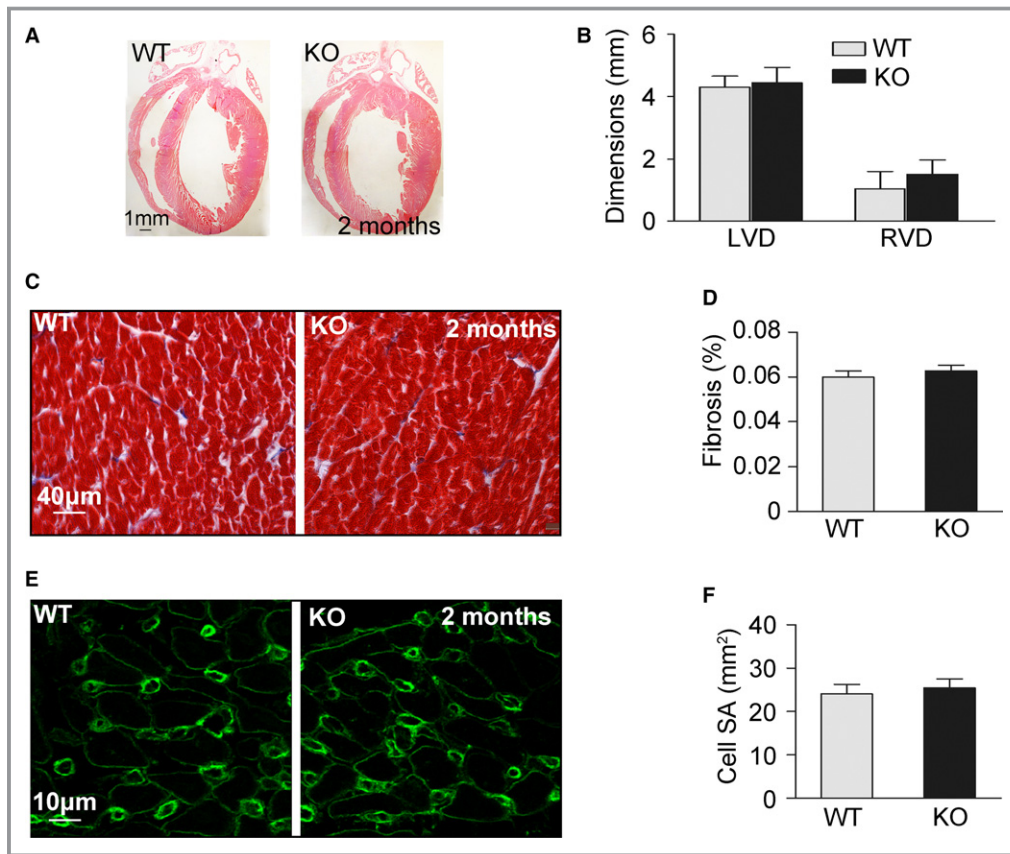 A
WT
KO
1mm
2 months
B
Dimensions (mm)
6
4
2
0
WT
KO
LVD
RVD
C
WT
KO
2 months
40µm
D
Fibrosis (%)
0.08
0.06
0.04
0.02
0
WT
KO
E
WT
KO
2 months
10µm
F
Cell SA (mm²)
40
30
20
10
0
WT
KO